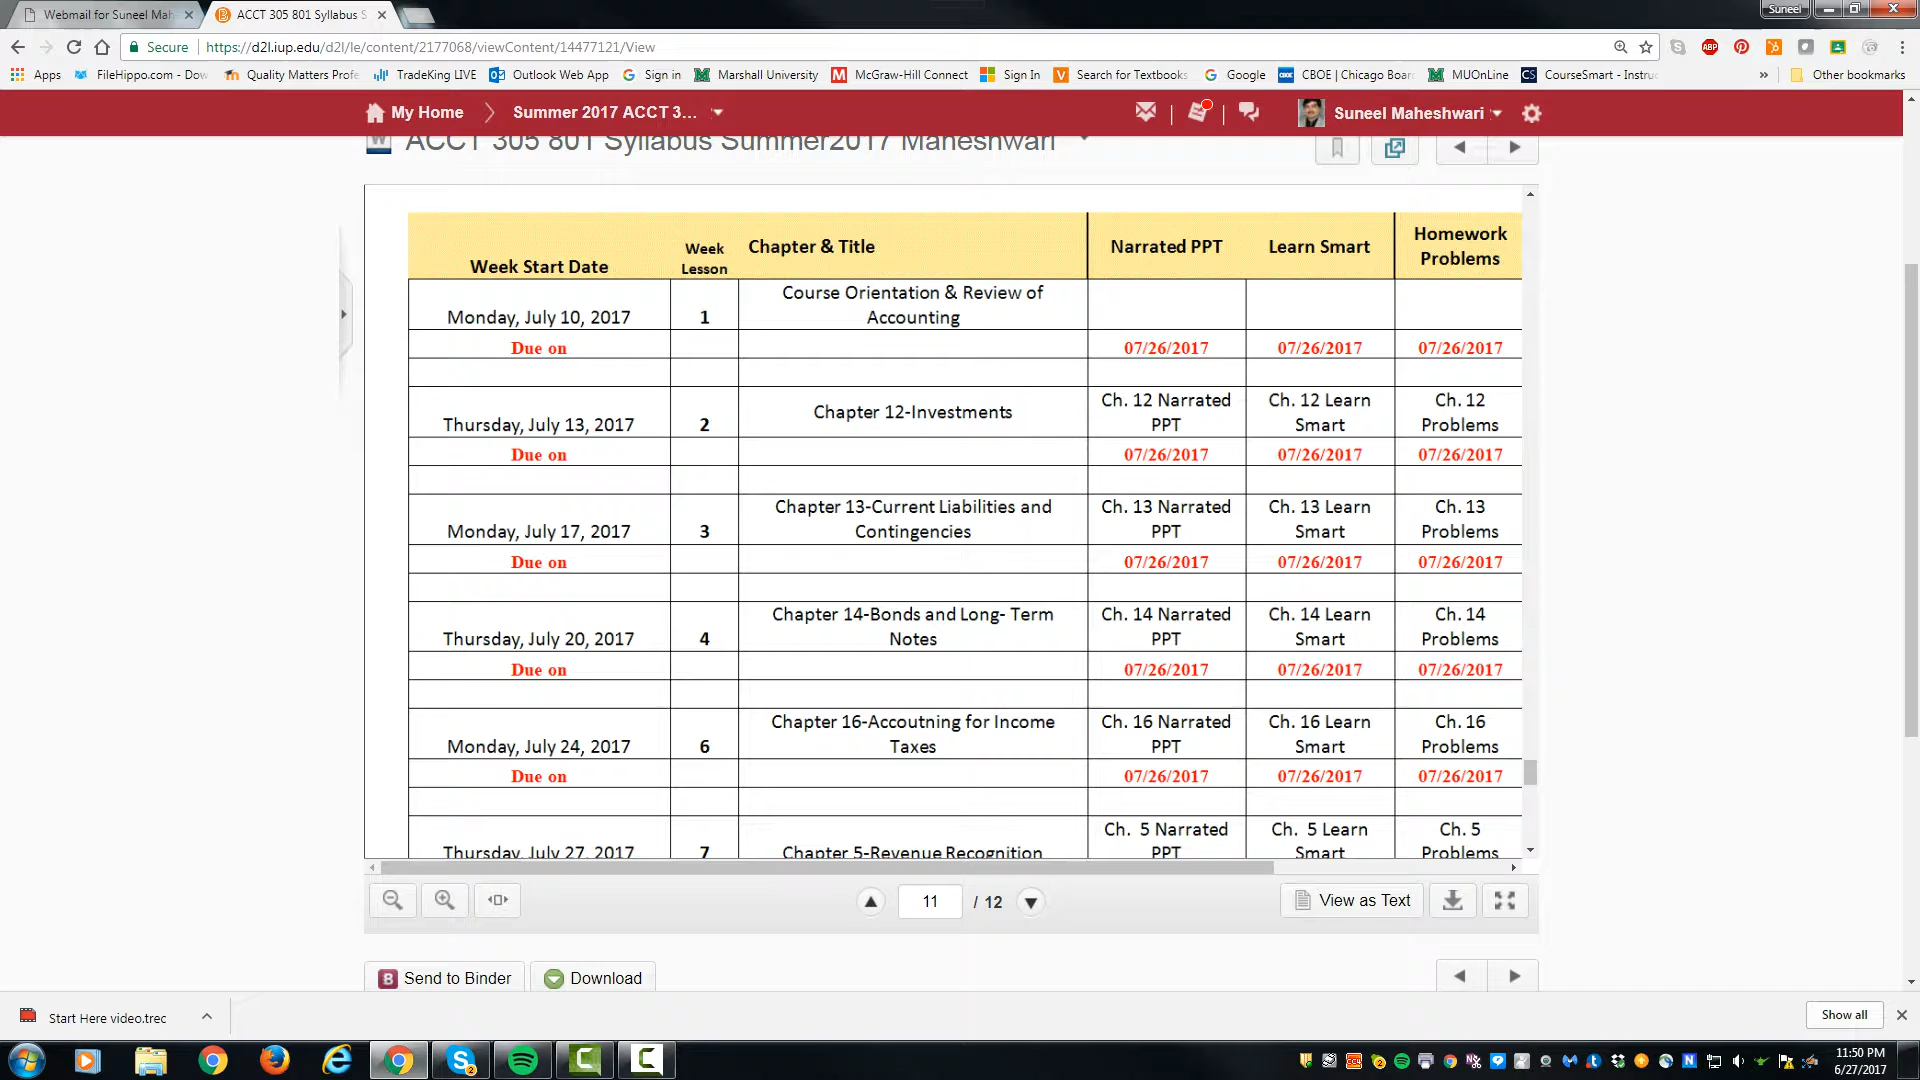 Webmail for Suneel Mah
ACCT 305 801 Syllabus S
Suneel
Secure
https://d2l.iup.edu/d2l/le/content/2177068/viewContent/14477121/View
ABP
Apps
FileHippo.com - Dow
Quality Matters Profe
TradeKing LIVE
Outlook Web App
Sign in
Marshall University
McGraw-Hill Connect
Sign In
Search for Textbooks
Google
CBOE | Chicago Boar
MUOnLine
CourseSmart - Instruc
»
Other bookmarks
My Home
Summer 2017 ACCT 3...
Suneel Maheshwari
ACCT 305 801 Syllabus Summer2017 Maheshwari
Week Start Date
Week
Lesson
Chapter & Title
Narrated PPT
Learn Smart
Homework
Problems
Monday, July 10, 2017
1
Course Orientation & Review of
Accounting
Due on
07/26/2017
07/26/2017
07/26/2017
Thursday, July 13, 2017
2
Chapter 12-Investments
Ch. 12 Narrated
PPT
Ch. 12 Learn
Smart
Ch. 12
Problems
Due on
07/26/2017
07/26/2017
07/26/2017
Monday, July 17, 2017
3
Chapter 13-Current Liabilities and
Contingencies
Ch. 13 Narrated
PPT
Ch. 13 Learn
Smart
Ch. 13
Problems
Due on
07/26/2017
07/26/2017
07/26/2017
Thursday, July 20, 2017
4
Chapter 14-Bonds and Long- Term
Notes
Ch. 14 Narrated
PPT
Ch. 14 Learn
Smart
Ch. 14
Problems
Due on
07/26/2017
07/26/2017
07/26/2017
Monday, July 24, 2017
6
Chapter 16-Accoutning for Income
Taxes
Ch. 16 Narrated
PPT
Ch. 16 Learn
Smart
Ch. 16
Problems
Due on
07/26/2017
07/26/2017
07/26/2017
Thursday, July 27, 2017
7
Chapter 5-Revenue Recognition
Ch. 5 Narrated
PPT
Ch. 5 Learn
Smart
Ch. 5
Problems
11
/ 12
View as Text
Send to Binder
Download
Start Here video.trec
Show all
11:50 PM
6/27/2017